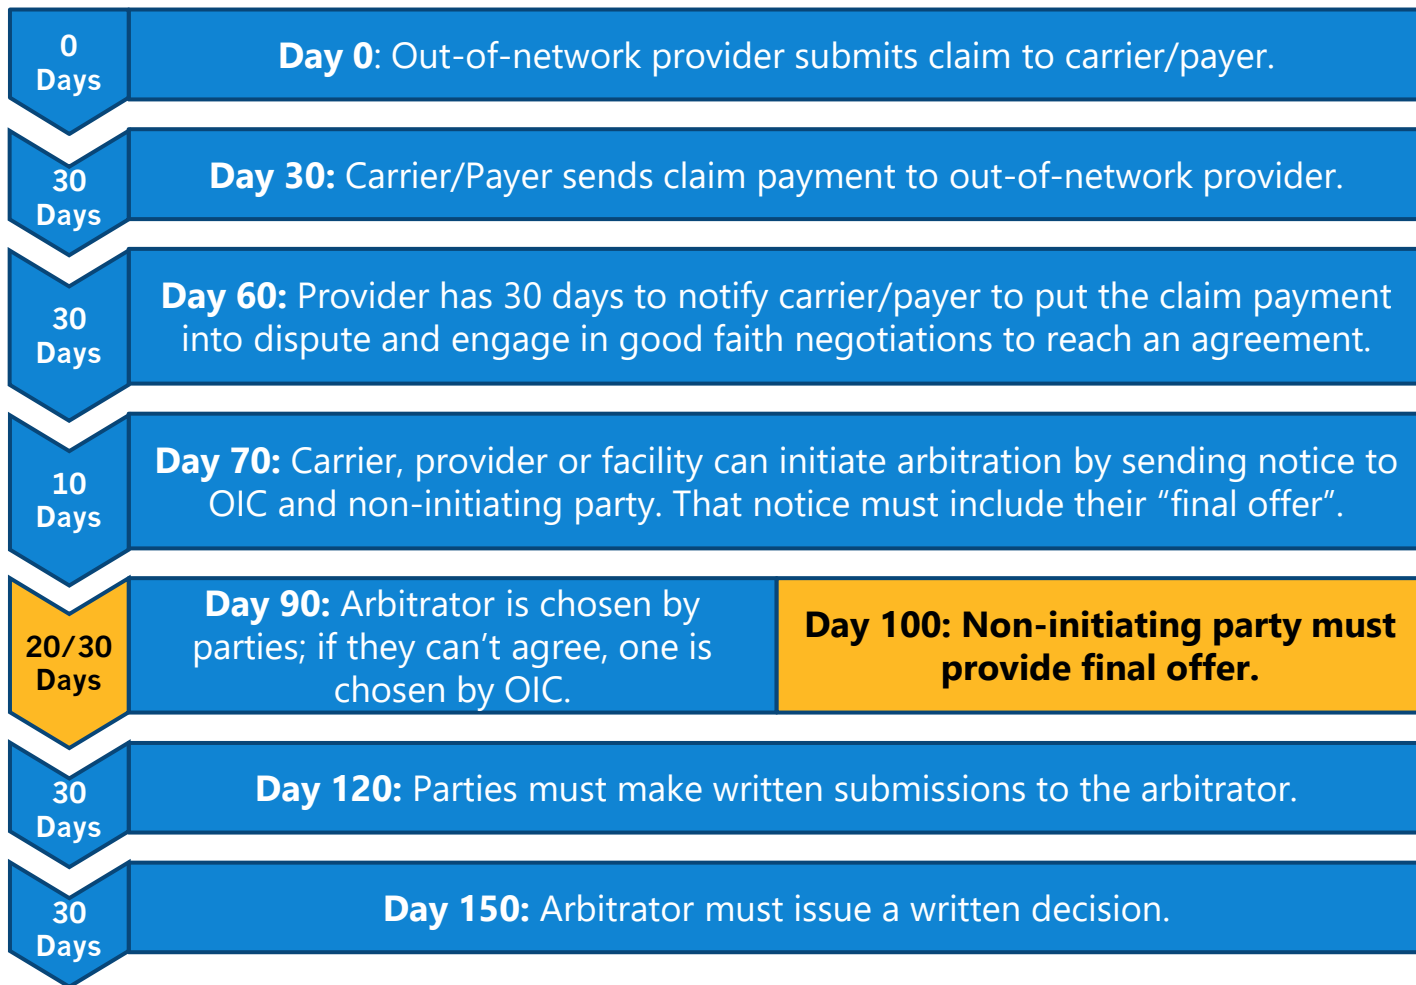 0
Days
Day 0: Out-of-network provider submits claim to carrier/payer.
30
Days
Day 30: Carrier/Payer sends claim payment to out-of-network provider.
30
Days
Day 60: Provider has 30 days to notify carrier/payer to put the claim payment
into dispute and engage in good faith negotiations to reach an agreement.
10
Days
Day 70: Carrier, provider or facility can initiate arbitration by sending notice to
OIC and non-initiating party. That notice must include their “final offer”.
20/30
Days
Day 90: Arbitrator is chosen by
parties; if they can’t agree, one is
chosen by OIC.
Day 100: Non-initiating party must
provide final offer.
30
Days
Day 120: Parties must make written submissions to the arbitrator.
30
Days
Day 150: Arbitrator must issue a written decision.